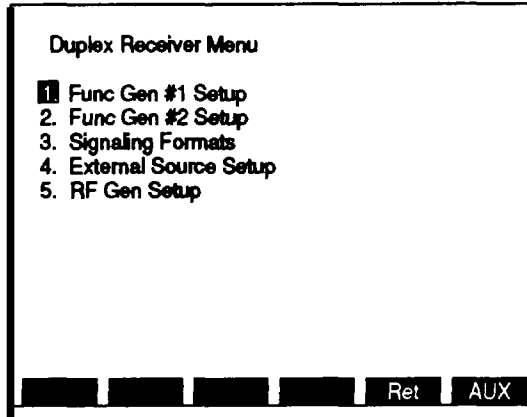 Duplex Receiver Menu
1. Func Gen #1 Setup
2. Func Gen #2 Setup
3. Signaling Formats
4. External Source Setup
5. RF Gen Setup
Ret AUX